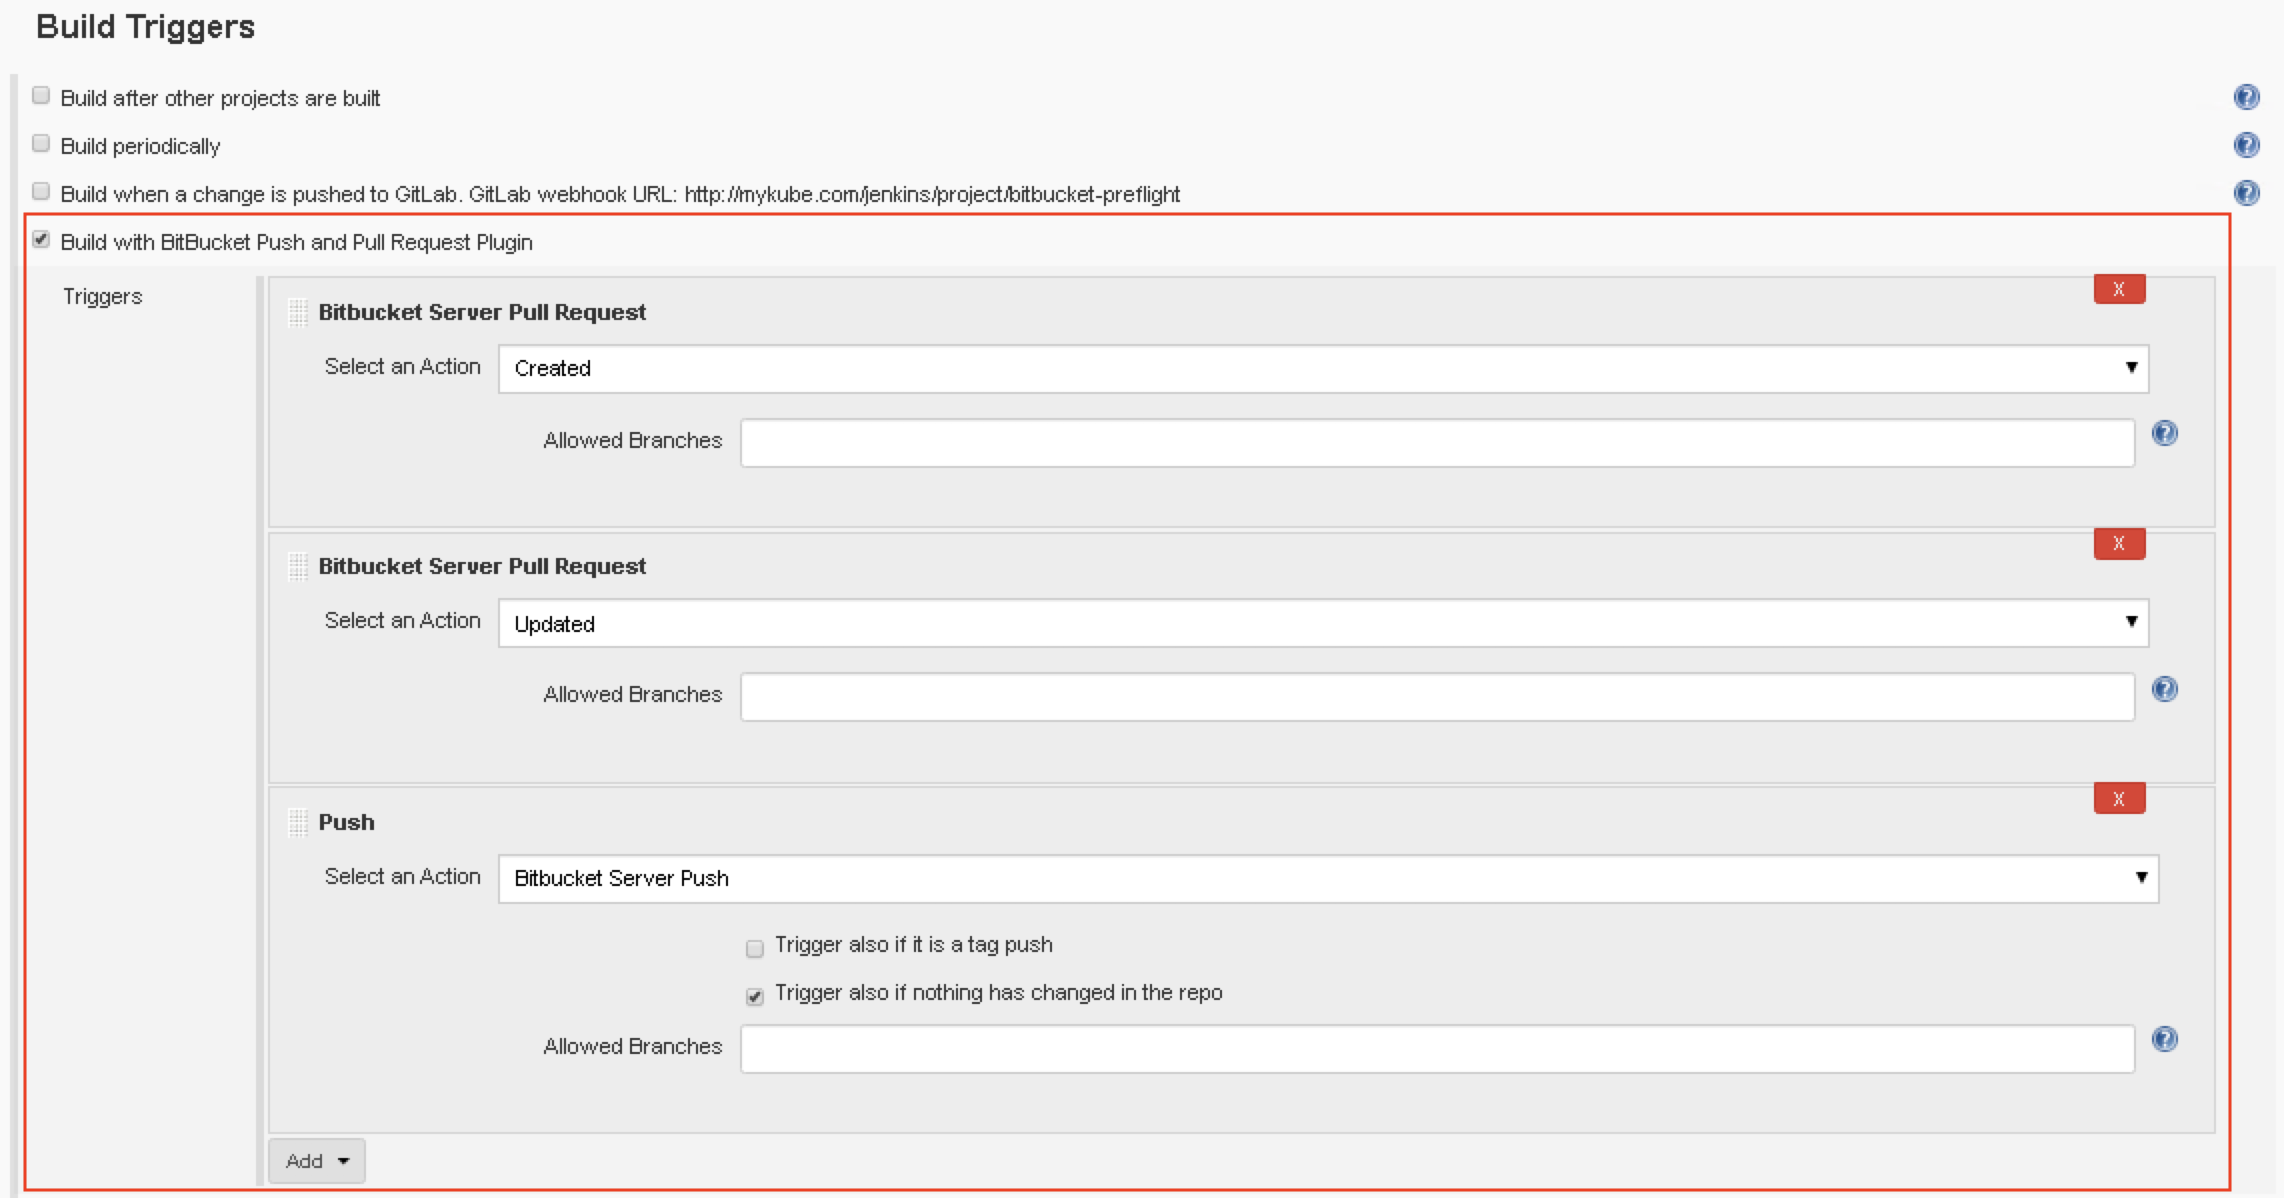 Build Triggers
Build after other projects are built
Build periodically
Build when a change is pushed to GitLab. GitLab webhook URL: http://mykube.com/jenkins/project/bitbucket-preflight
Build with BitBucket Push and Pull Request Plugin
Triggers
X
Bitbucket Server Pull Request
Select an Action Created
Allowed Branches
X
Bitbucket Server Pull Request
Select an Action Updated
Allowed Branches
X
Push
Select an Action Bitbucket Server Push
Trigger also if it is a tag push
Trigger also if nothing has changed in the repo
Allowed Branches
Add